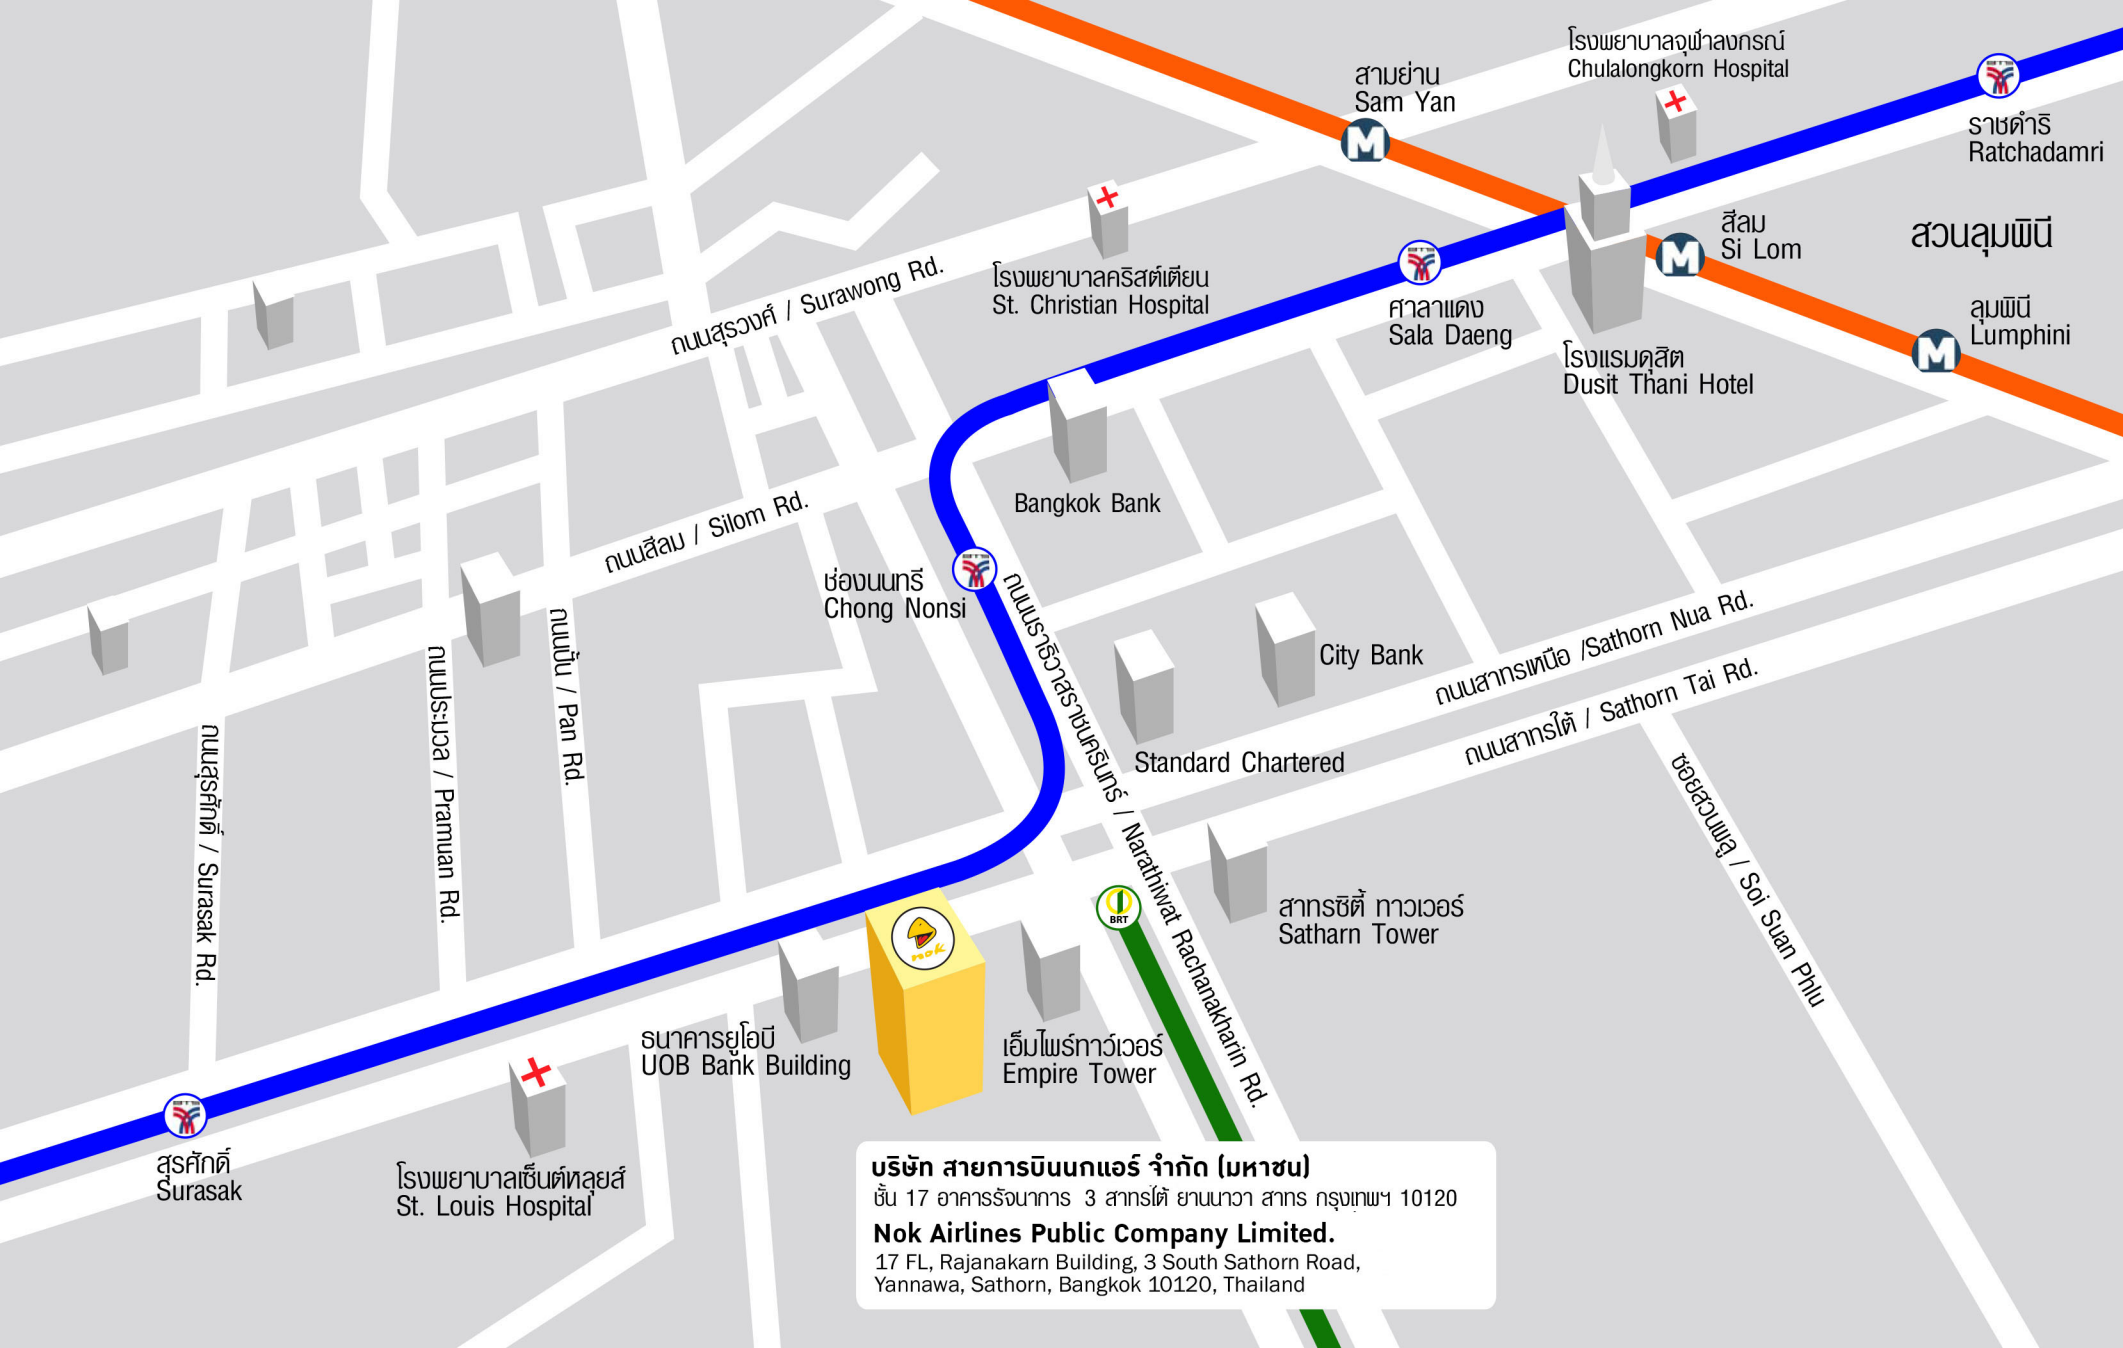 โรงพยาบาลจุฬาลงกรณ์
Chulalongkorn Hospital
สามย่าน
Sam Yan
ราชดำริ
Ratchadamri
สีลม
Si Lom
สวนลุมพินี
ลุมพินี
Lumphini
โรงพยาบาลคริสต์เตียน
St. Christian Hospital
ถนนสุรวงศ์ / Surawong Rd.
ศาลาแดง
Sala Daeng
โรงแรมดุสิต
Dusit Thani Hotel
Bangkok Bank
ถนนสีลม / Silom Rd.
ช่องนนทรี
Chong Nonsi
ถนนนราธิวาสราชนครินทร์ / Narathiwat Rachanakharin Rd.
City Bank
Standard Chartered
ถนนสาทรเหนือ /Sathorn Nua Rd.
ถนนสาทรใต้ / Sathorn Tai Rd.
ซอยสวนพลู / Soi Suan Phlu
ถนนปั้น / Pan Rd.
ถนนประมวล / Pramuan Rd.
ถนนสุรศักดิ์ / Surasak Rd.
BRT
nok
สาทรซิตี้ ทาวเวอร์
Satharn Tower
ธนาคารยูโอบี
UOB Bank Building
เอ็มไพร์ทาว์เวอร์
Empire Tower
สุรศักดิ์
Surasak
โรงพยาบาลเซ็นต์หลุยส์
St. Louis Hospital
บริษัท สายการบินนกแอร์ จำกัด (มหาชน)
ชั้น 17 อาคารรัจนาการ 3 สาทรใต้ ยานนาวา สาทร กรุงเทพฯ 10120
Nok Airlines Public Company Limited.
17 FL, Rajanakarn Building, 3 South Sathorn Road,
Yannawa, Sathorn, Bangkok 10120, Thailand